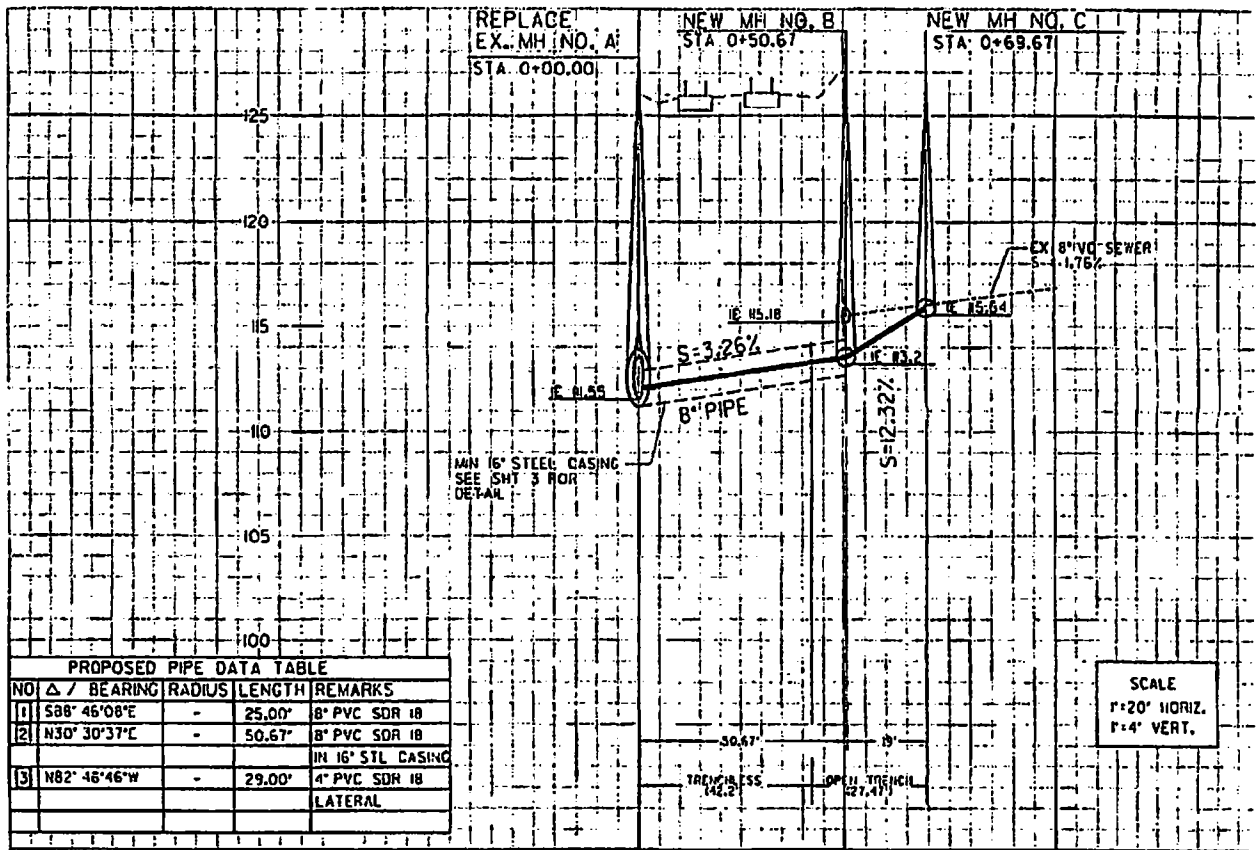 REPLACE
EX. MH NO. A
STA 0+00.00
NEW MH NO. B
STA 0+50.67
NEW MH NO. C
STA 0+69.67
125
120
115
110
105
100
EX 8" PVC SEWER
S=1.76%
IE 115.18
IE 115.64
S=3.26%
IE 113.2
IE 111.55
8" PIPE
S=12.32%
MIN 16" STEEL CASING
SEE SHT 3 FOR
DETAIL
PROPOSED PIPE DATA TABLE
NO Δ / BEARING RADIUS LENGTH REMARKS
1 S88° 46'08"E - 25.00' 8" PVC SDR 18
2 N30° 30'37"E - 50.67' 8" PVC SDR 18
IN 16" STL CASING
3 N82° 46'46"W - 29.00' 4" PVC SDR 18
LATERAL
50.67'
19'
TRENCHLESS
(42.2')
OPEN TRENCH
(27.47')
SCALE
1"=20' HORIZ.
1"=4' VERT.